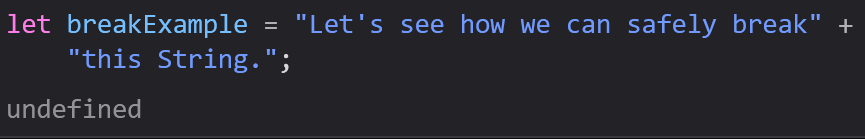 let breakExample = "Let's see how we can safely break" +
"this String.";
undefined